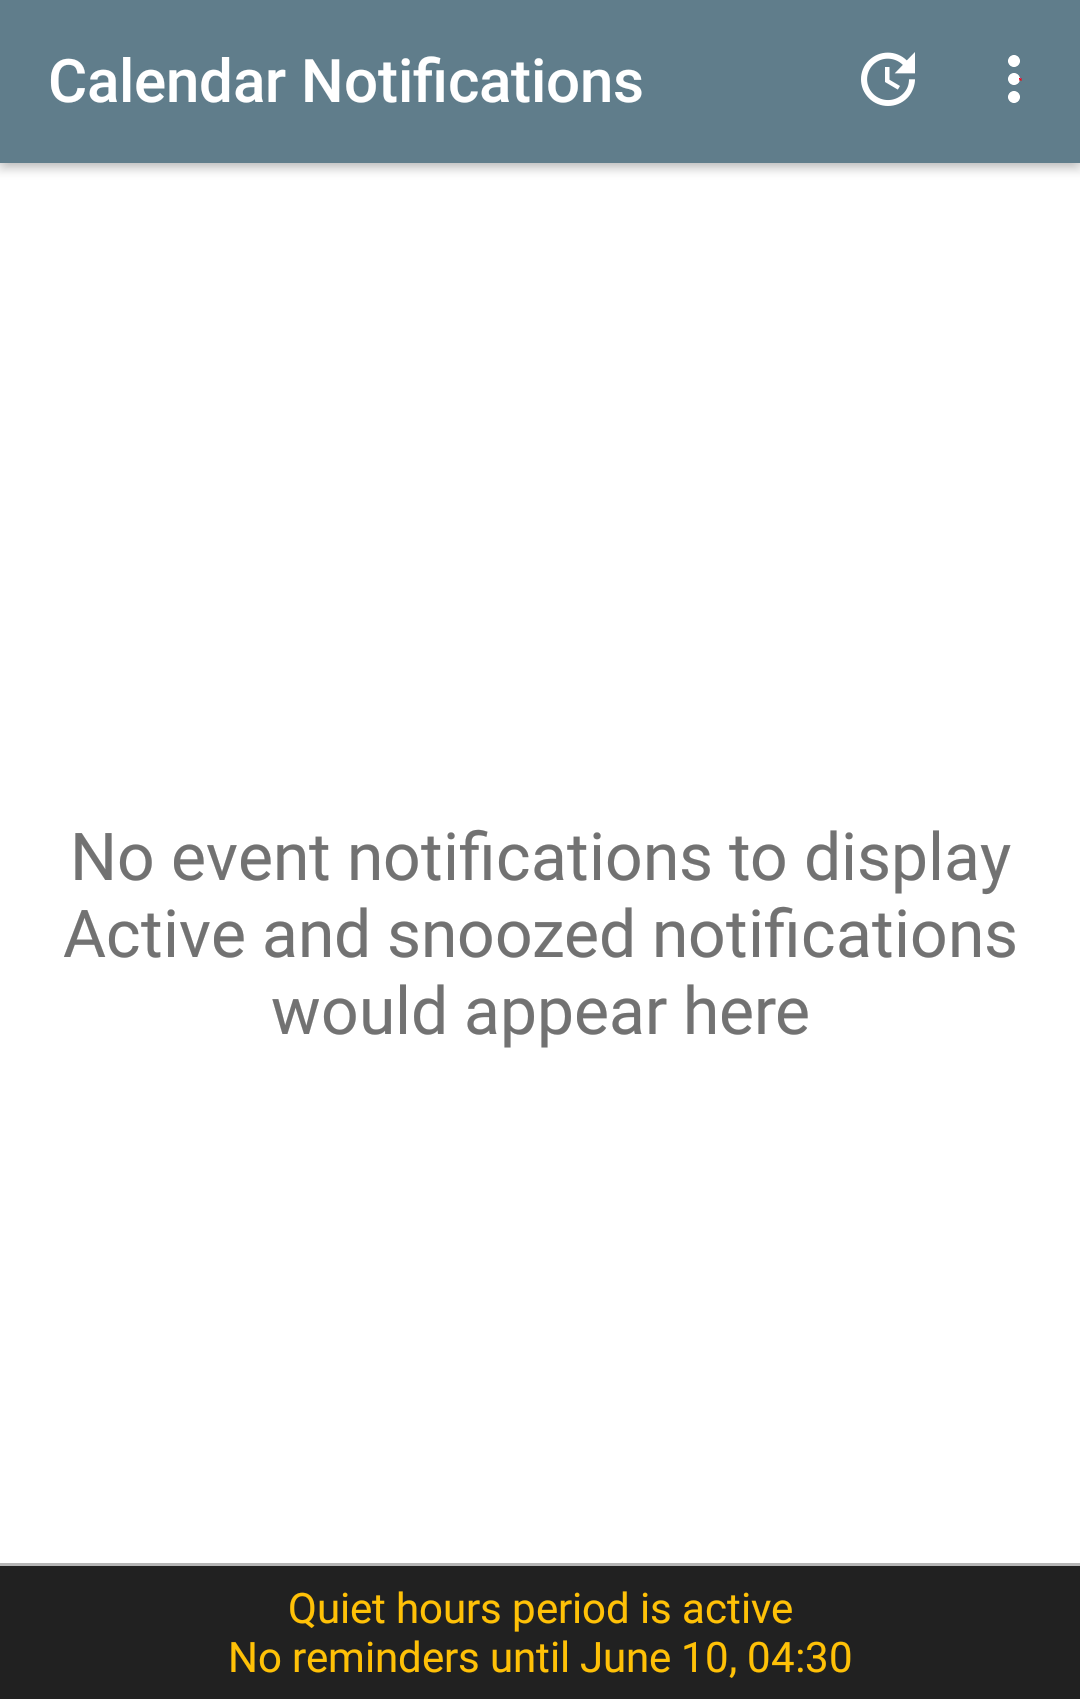 Calendar Notifications
No event notifications to display
Active and snoozed notifications
would appear here
Quiet hours period is active
No reminders until June 10, 04:30